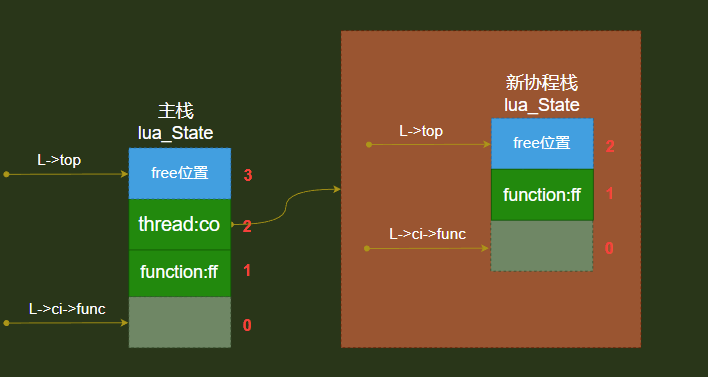 主栈
lua_State
L->top
free位置
3
thread:co
2
function:ff
1
L->ci->func
0
新协程栈
lua_State
L->top
free位置
2
function:ff
1
L->ci->func
0